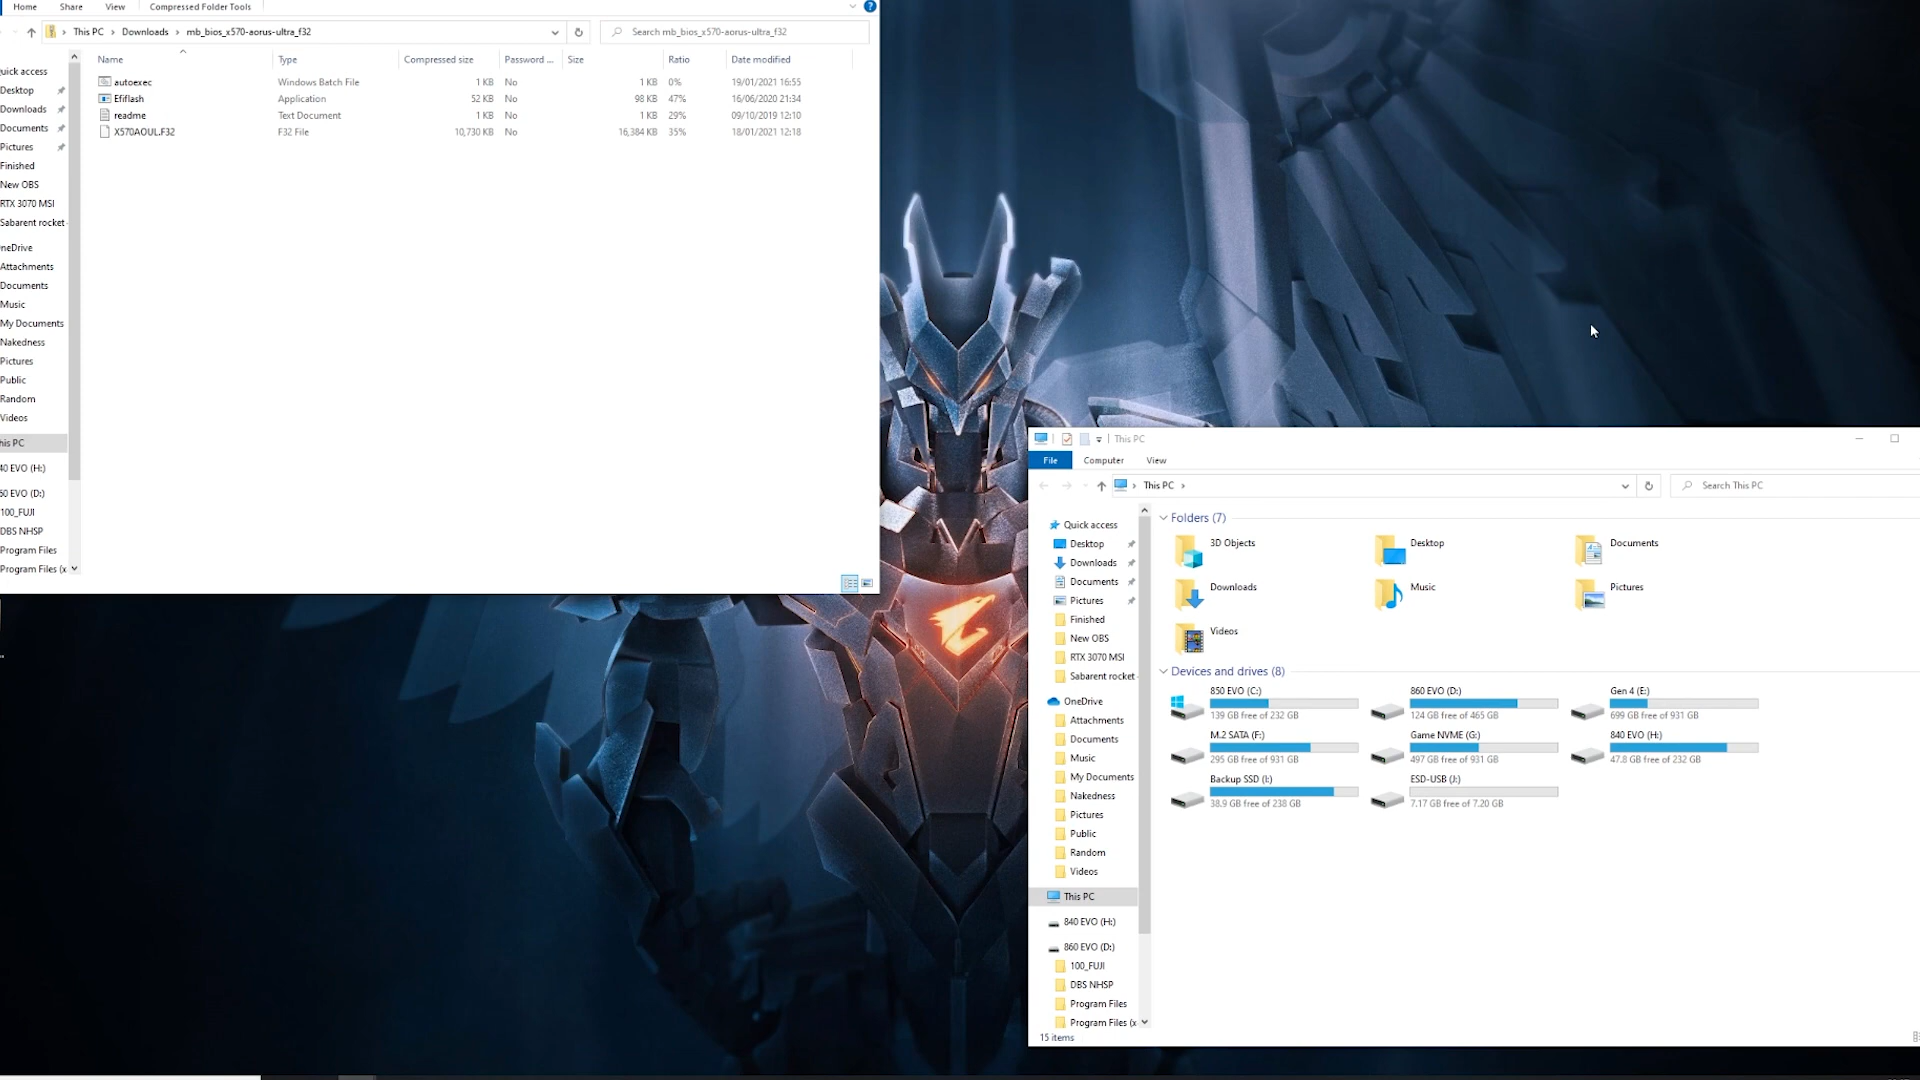 Home Share View Compressed Folder Tools
This PC Downloads mb_bios_x570-aorus-ultra_f32 Search mb_bios_x570-aorus-ultra_f32
Name Type Compressed size Password ... Size Ratio Date modified
autoexec Windows Batch File 1 KB No 1 KB 0% 19/01/2021 16:55
Efiflash Application 52 KB No 98 KB 47% 16/06/2020 21:34
readme Text Document 1 KB No 1 KB 29% 09/10/2019 12:10
X570AOUL.F32 F32 File 10,730 KB No 16,384 KB 35% 18/01/2021 12:18
uick access
Desktop
Downloads
Documents
Pictures
Finished
New OBS
RTX 3070 MSI
Sabarent rocket
neDrive
Attachments
Documents
Music
My Documents
Nakedness
Pictures
Public
Random
Videos
his PC
40 EVO (H:)
60 EVO (D:)
100_FUJI
DBS NHSP
Program Files
Program Files (x
This PC
File Computer View
This PC Search This PC
Quick access
Desktop
Downloads
Documents
Pictures
Finished
New OBS
RTX 3070 MSI
Sabarent rocket
OneDrive
Attachments
Documents
Music
My Documents
Nakedness
Pictures
Public
Random
Videos
This PC
840 EVO (H:)
860 EVO (D:)
100_FUJI
DBS NHSP
Program Files
Program Files (x
Folders (7)
3D Objects Desktop Documents
Downloads Music Pictures
Videos
Devices and drives (8)
850 EVO (C:) 860 EVO (D:) Gen 4 (E:)
139 GB free of 232 GB 124 GB free of 465 GB 699 GB free of 931 GB
M.2 SATA (F:) Game NVME (G:) 840 EVO (H:)
295 GB free of 931 GB 497 GB free of 931 GB 47.8 GB free of 232 GB
Backup SSD (I:) ESD-USB (J:)
38.9 GB free of 238 GB 7.17 GB free of 7.20 GB
15 items